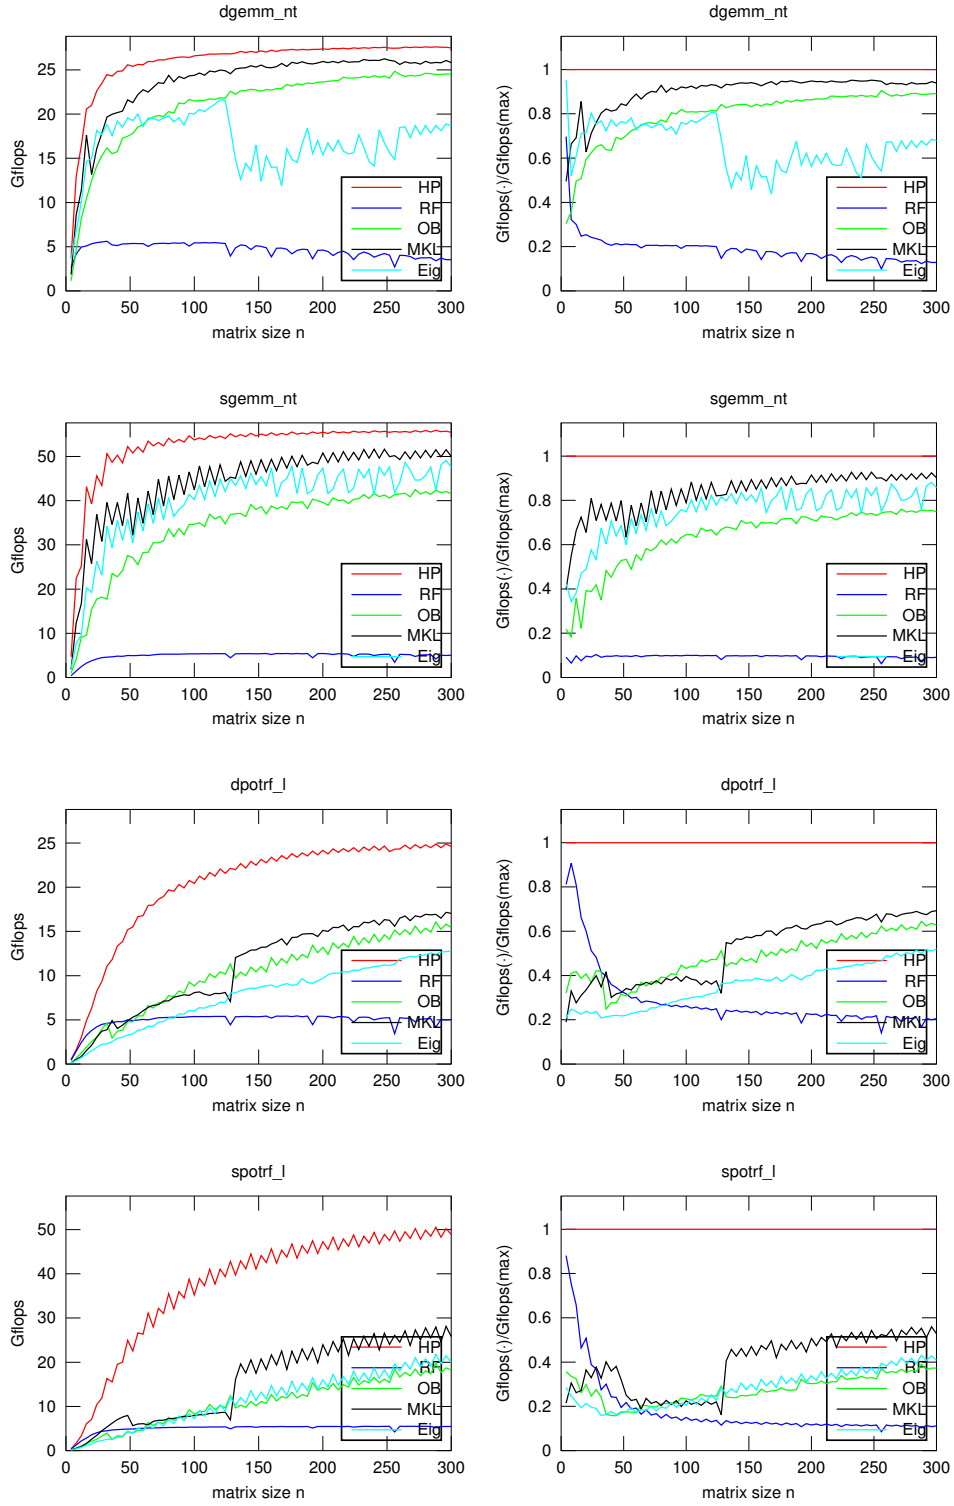 dgemm_nt
Gflops
25
20
15
10
5
0
0 50 100 150 200 250 300
matrix size n
HP
RF
OB
MKL
Eig
dgemm_nt
Gflops(·)/Gflops(max)
1
0.8
0.6
0.4
0.2
0
0 50 100 150 200 250 300
matrix size n
HP
RF
OB
MKL
Eig
sgemm_nt
Gflops
50
40
30
20
10
0
0 50 100 150 200 250 300
matrix size n
HP
RF
OB
MKL
Eig
sgemm_nt
Gflops(·)/Gflops(max)
1
0.8
0.6
0.4
0.2
0
0 50 100 150 200 250 300
matrix size n
HP
RF
OB
MKL
Eig
dpotrf_l
Gflops
25
20
15
10
5
0
0 50 100 150 200 250 300
matrix size n
HP
RF
OB
MKL
Eig
dpotrf_l
Gflops(·)/Gflops(max)
1
0.8
0.6
0.4
0.2
0
0 50 100 150 200 250 300
matrix size n
HP
RF
OB
MKL
Eig
spotrf_l
Gflops
50
40
30
20
10
0
0 50 100 150 200 250 300
matrix size n
HP
RF
OB
MKL
Eig
spotrf_l
Gflops(·)/Gflops(max)
1
0.8
0.6
0.4
0.2
0
0 50 100 150 200 250 300
matrix size n
HP
RF
OB
MKL
Eig